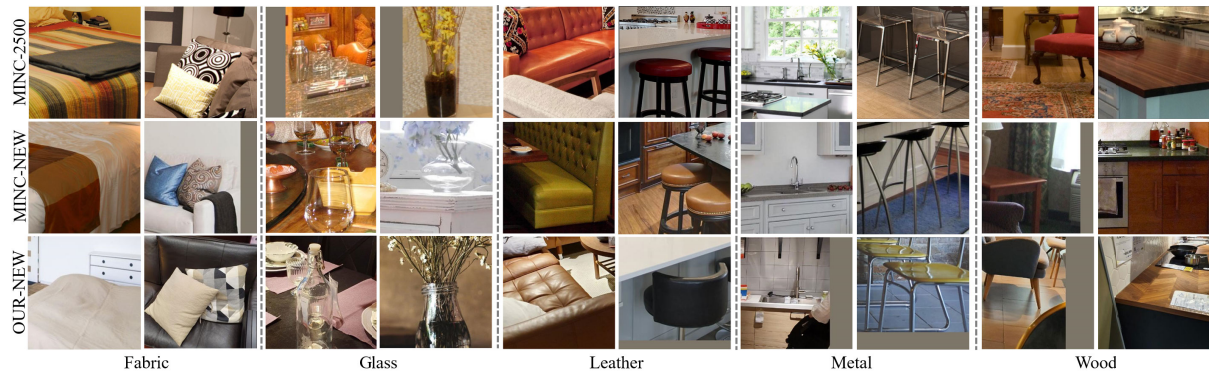 MINC-2500
MINC-NEW
OUR-NEW
Fabric
Glass
Leather
Metal
Wood